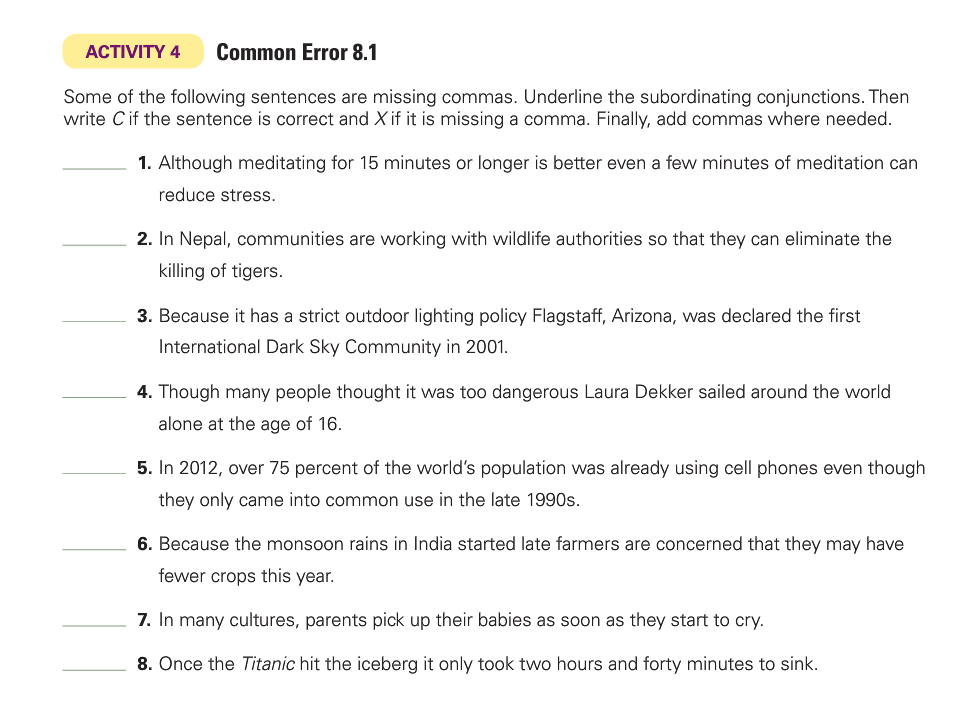 ACTIVITY 4 Common Error 8.1
Some of the following sentences are missing commas. Underline the subordinating conjunctions. Then
write C if the sentence is correct and X if it is missing a comma. Finally, add commas where needed.
1. Although meditating for 15 minutes or longer is better even a few minutes of meditation can
reduce stress.
2. In Nepal, communities are working with wildlife authorities so that they can eliminate the
killing of tigers.
3. Because it has a strict outdoor lighting policy Flagstaff, Arizona, was declared the first
International Dark Sky Community in 2001.
4. Though many people thought it was too dangerous Laura Dekker sailed around the world
alone at the age of 16.
5. In 2012, over 75 percent of the world’s population was already using cell phones even though
they only came into common use in the late 1990s.
6. Because the monsoon rains in India started late farmers are concerned that they may have
fewer crops this year.
7. In many cultures, parents pick up their babies as soon as they start to cry.
8. Once the Titanic hit the iceberg it only took two hours and forty minutes to sink.